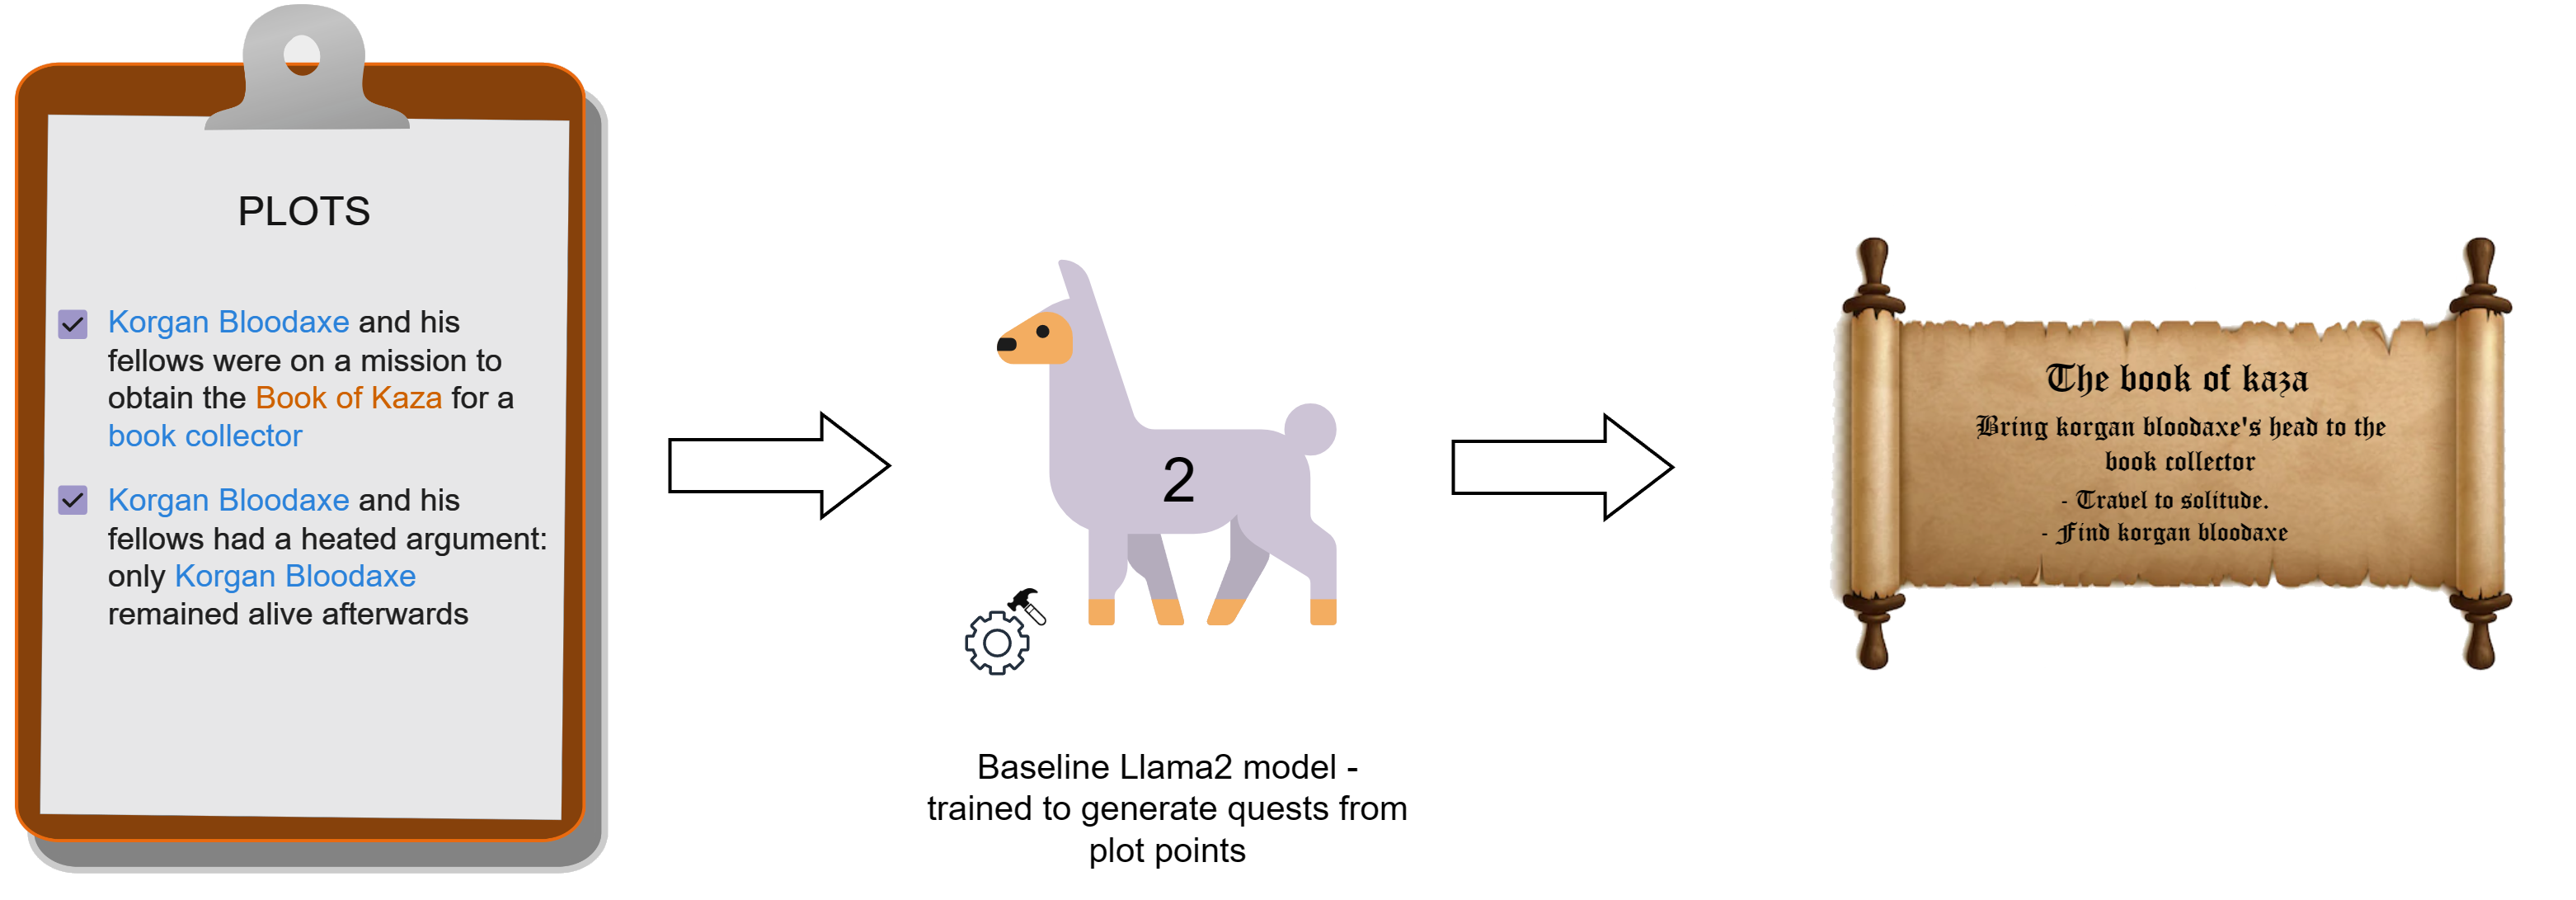 PLOTS
Korgan Bloodaxe and his
fellows were on a mission to
obtain the Book of Kaza for a
book collector
Korgan Bloodaxe and his
fellows had a heated argument:
only Korgan Bloodaxe
remained alive afterwards
2
Baseline Llama2 model -
trained to generate quests from
plot points
The book of kaza
Bring korgan bloodaxe's head to the
book collector
- Travel to solitude.
- Find korgan bloodaxe